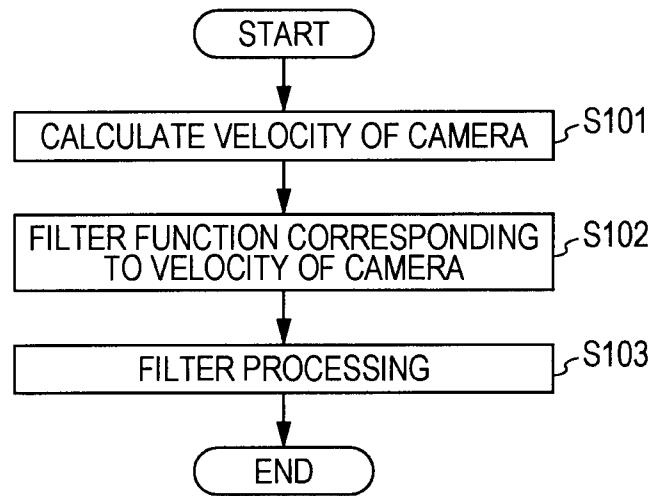 START
CALCULATE VELOCITY OF CAMERA
S101
FILTER FUNCTION CORRESPONDING
TO VELOCITY OF CAMERA
S102
FILTER PROCESSING
S103
END